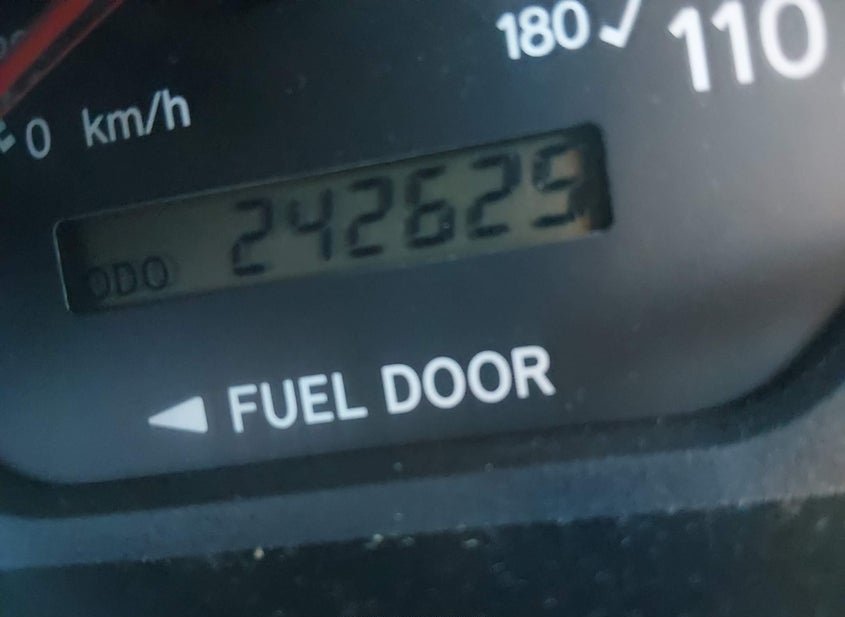 180 110
0 km/h
ODO 242629
FUEL DOOR